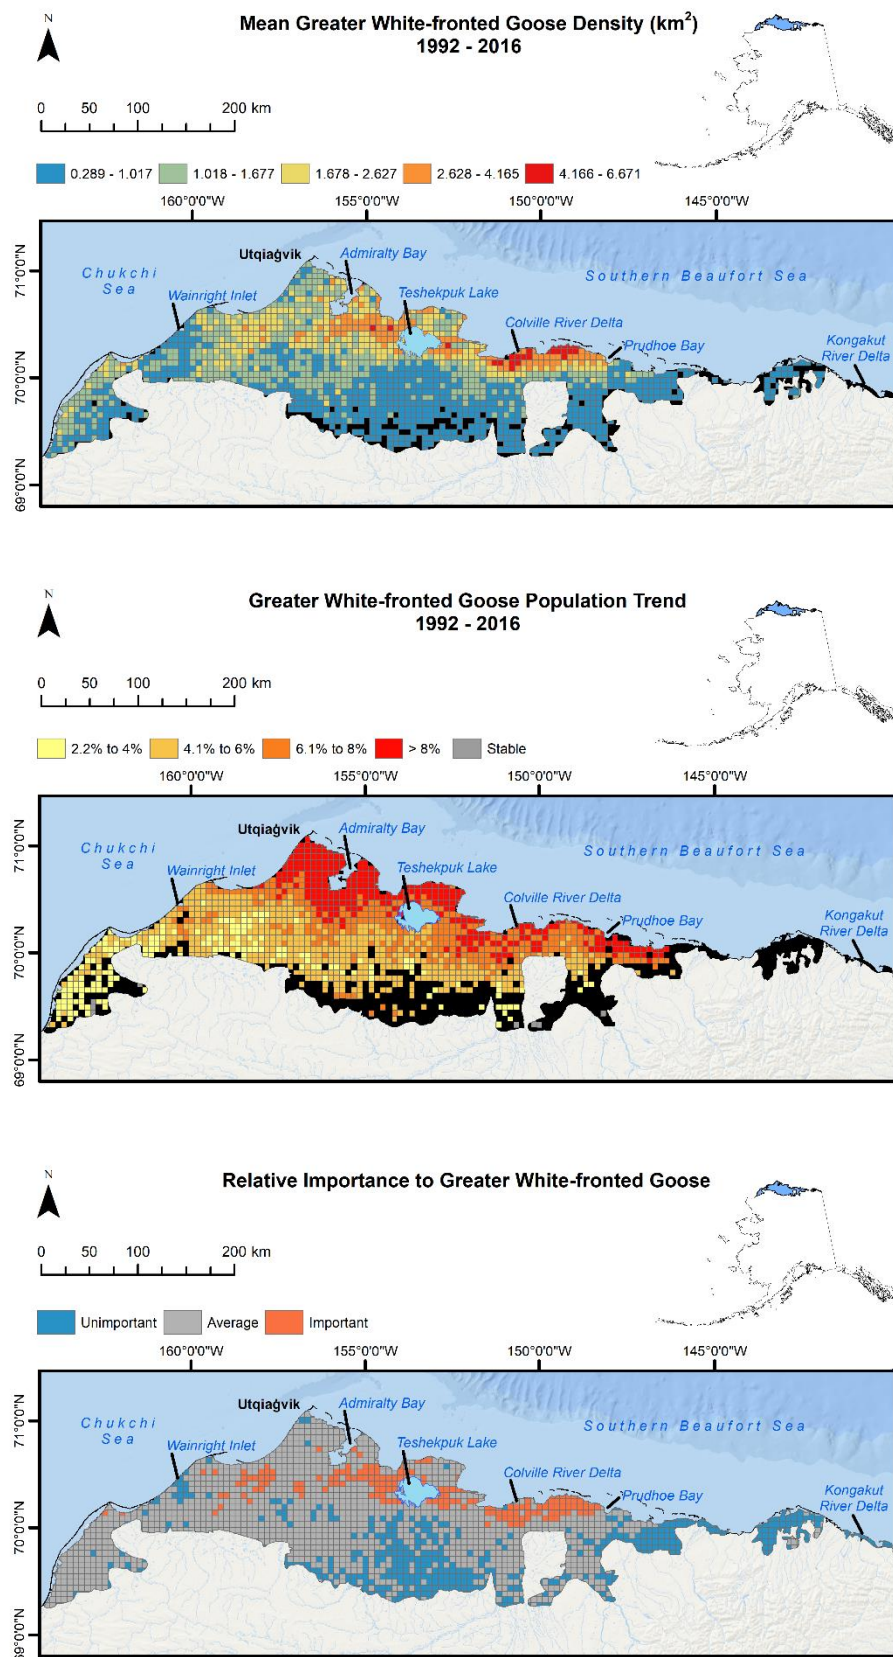 Mean Greater White-fronted Goose Density (km²)
1992 - 2016
N
0 50 100 200 km
0.289 - 1.017 1.018 - 1.677 1.678 - 2.627 2.628 - 4.165 4.166 - 6.671
160°0'0"W 155°0'0"W 150°0'0"W 145°0'0"W
71°0'0"N
70°0'0"N
69°0'0"N
Utqiaġvik
Admiralty Bay
Chukchi
Sea
Southern Beaufort Sea
Wainright Inlet
Teshekpuk Lake
Colville River Delta
Prudhoe Bay
Kongakut
River Delta
Greater White-fronted Goose Population Trend
1992 - 2016
N
0 50 100 200 km
2.2% to 4% 4.1% to 6% 6.1% to 8% > 8% Stable
160°0'0"W 155°0'0"W 150°0'0"W 145°0'0"W
71°0'0"N
70°0'0"N
69°0'0"N
Utqiaġvik
Admiralty Bay
Chukchi
Sea
Southern Beaufort Sea
Wainright Inlet
Teshekpuk Lake
Colville River Delta
Prudhoe Bay
Kongakut
River Delta
Relative Importance to Greater White-fronted Goose
N
0 50 100 200 km
Unimportant Average Important
160°0'0"W 155°0'0"W 150°0'0"W 145°0'0"W
71°0'0"N
70°0'0"N
69°0'0"N
Utqiaġvik
Admiralty Bay
Chukchi
Sea
Southern Beaufort Sea
Wainright Inlet
Teshekpuk Lake
Colville River Delta
Prudhoe Bay
Kongakut
River Delta